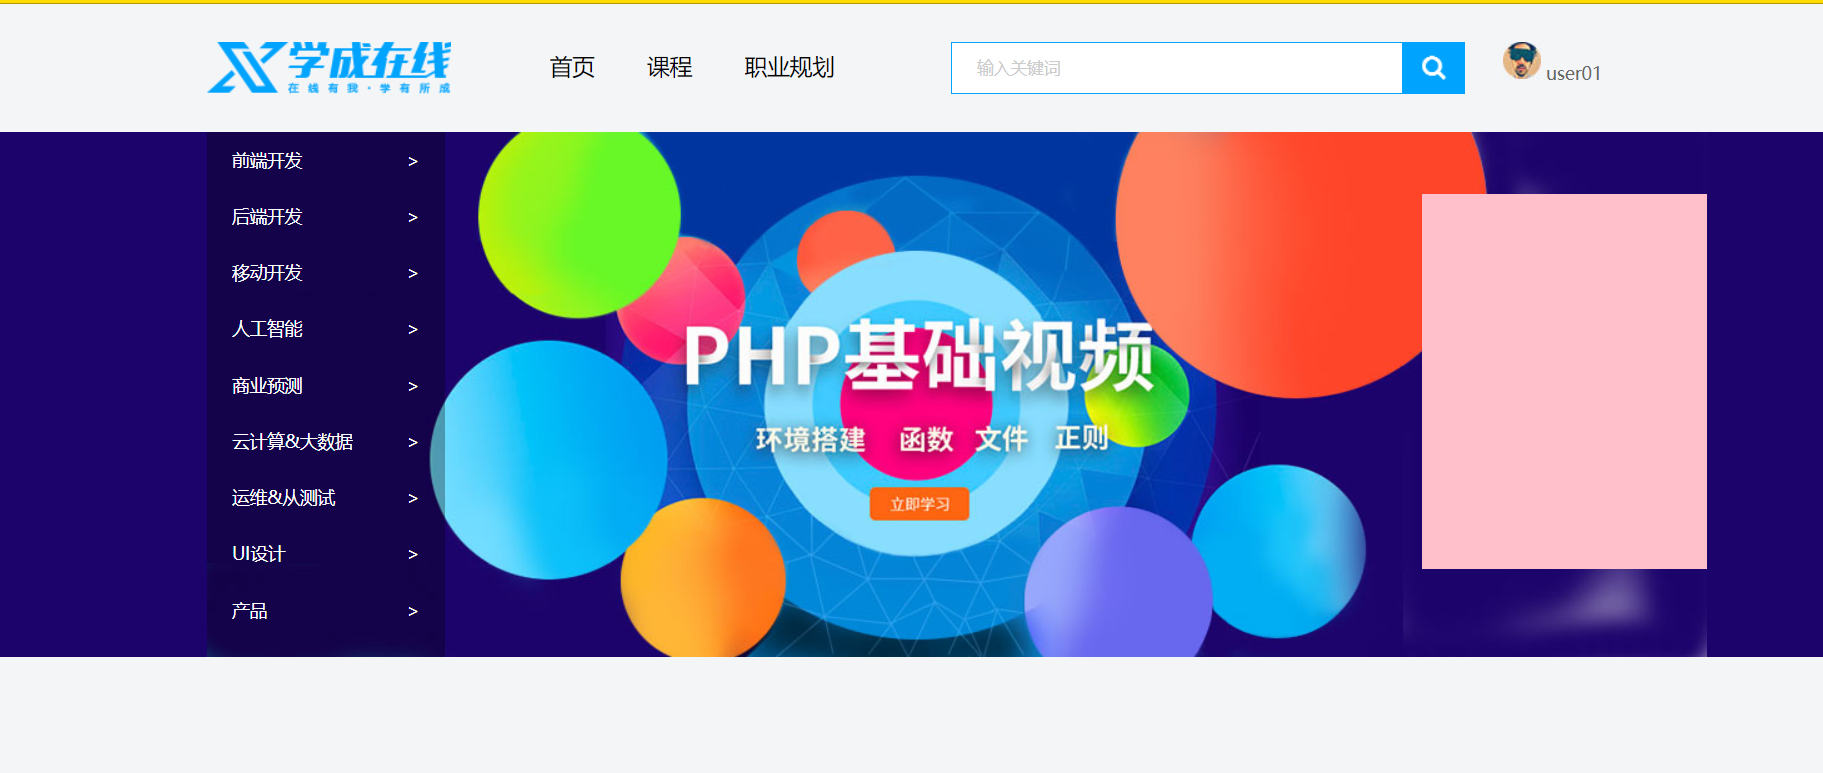 学成在线
在线有我·学有所成
首页 课程 职业规划
输入关键词
user01
前端开发 >
后端开发 >
移动开发 >
人工智能 >
商业预测 >
云计算&大数据 >
运维&从测试 >
UI设计 >
产品 >
PHP基础视频
环境搭建 函数 文件 正则
立即学习